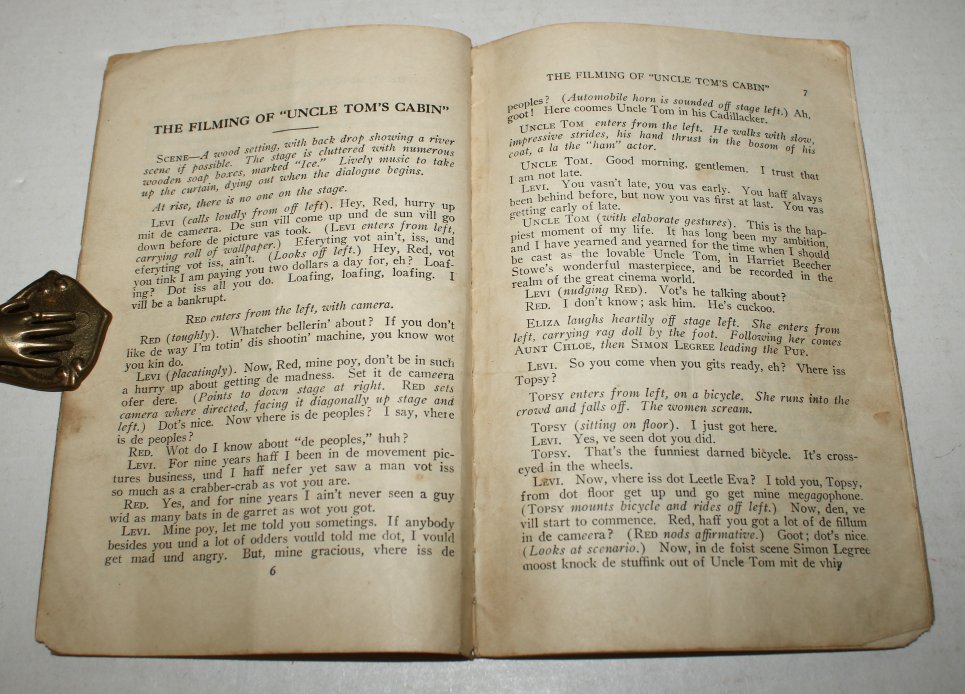 THE FILMING OF "UNCLE TOM'S CABIN"
SCENE—A wood setting, with back drop showing a river
scene if possible. The stage is cluttered with numerous
wooden soap boxes, marked "Ice." Lively music to take
up the curtain, dying out when the dialogue begins.
At rise, there is no one on the stage.
LEVI (calls loudly from off left). Hey, Red, hurry up
mit de cameera. De sun vill come up und de sun vill go
down before de picture vas took. (LEVI enters from left,
carrying roll of wallpaper.) Eferyting vot ain't, iss, und
eferyting vot iss, ain't. (Looks off left.) Hey, Red, vot
you tink I am paying you two dollars a day for, eh? Loaf-
ing? Dot iss all you do. Loafing, loafing, loafing. I
vill be a bankrupt.
RED enters from the left, with camera.
RED (toughly). Whatcher bellerin' about? If you don't
like de way I'm totin' dis shootin' machine, you know wot
you kin do.
LEVI (placatingly). Now, Red, mine poy, don't be in such
a hurry up about getting de madness. Set it de cameera
ofer dere. (Points to down stage at right. RED sets
camera where directed, facing it diagonally up stage and
left.) Dot's nice. Now vhere is de peoples? I say, vhere
is de peoples?
RED. Wot do I know about "de peoples," huh?
LEVI. For nine years haff I been in de movement pic-
tures business, und I haff nefer yet saw a man vot iss
so much as a crabber-crab as vot you are.
RED. Yes, and for nine years I ain't never seen a guy
wid as many bats in de garret as wot you got.
LEVI. Mine poy, let me told you sometings. If anybody
besides you und a lot of odders vould told me dot, I vould
get mad und angry. But, mine gracious, vhere iss de
6
THE FILMING OF "UNCLE TOM'S CABIN"
7
peoples? (Automobile horn is sounded off stage left.) Ah,
goot! Here coomes Uncle Tom in his Cadillacker.
UNCLE TOM enters from the left. He walks with slow,
impressive strides, his hand thrust in the bosom of his
coat, a la the "ham" actor.
UNCLE TOM. Good morning, gentlemen. I trust that
I am not late.
LEVI. You vasn't late, you vas early. You haff alvays
been behind before, but now you vas first at last. You vas
getting early of late.
UNCLE TOM (with elaborate gestures). This is the hap-
piest moment of my life. It has long been my ambition,
and I have yearned and yearned for the time when I should
be cast as the lovable Uncle Tom, in Harriet Beecher
Stowe's wonderful masterpiece, and be recorded in the
realm of the great cinema world.
LEVI (nudging RED). Vot's he talking about?
RED. I don't know; ask him. He's cuckoo.
ELIZA laughs heartily off stage left. She enters from
left, carrying rag doll by the foot. Following her comes
AUNT CHLOE, then SIMON LEGREE leading the PUP.
LEVI. So you come vhen you gits ready, eh? Vhere iss
Topsy?
TOPSY enters from left, on a bicycle. She runs into the
crowd and falls off. The women scream.
TOPSY (sitting on floor). I just got here.
LEVI. Yes, ve seen dot you did.
TOPSY. That's the funniest darned bicycle. It's cross-
eyed in the wheels.
LEVI. Now, vhere iss dot Leetle Eva? I told you, Topsy,
from dot floor get up und go get mine megagophone.
(TOPSY mounts bicycle and rides off left.) Now, den, ve
vill start to commence. Red, haff you got a lot of de fillum
in de cameera? (RED nods affirmative.) Goot; dot's nice.
(Looks at scenario.) Now, in de foist scene Simon Legree
moost knock de stuffink out of Uncle Tom mit de vhip